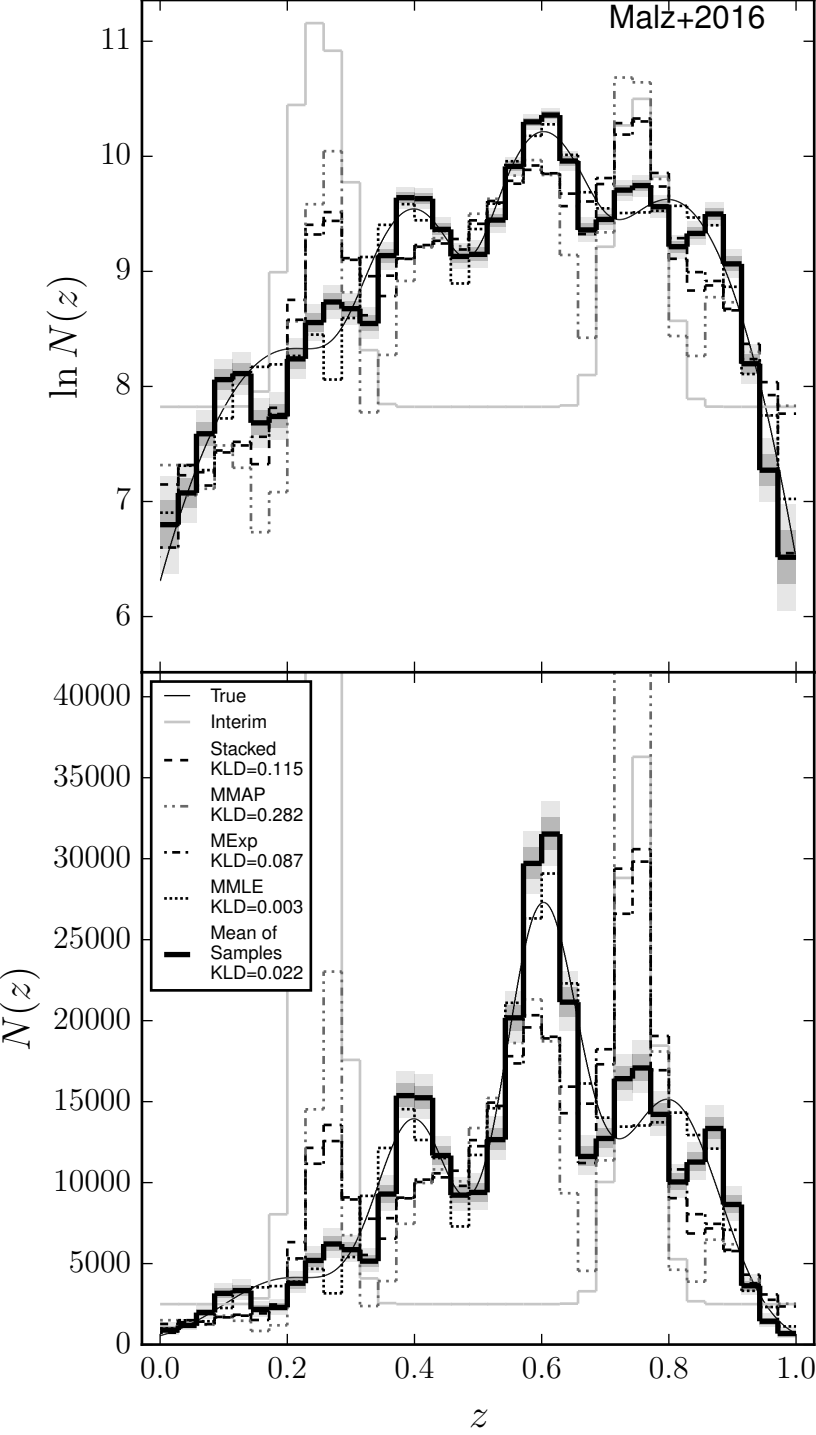 Malz+2016
11
10
9
8
7
6
ln N(z)
40000
35000
30000
25000
20000
15000
10000
5000
0
N(z)
True
Interim
Stacked
KLD=0.115
MMAP
KLD=0.282
MExp
KLD=0.087
MMLE
KLD=0.003
Mean of
Samples
KLD=0.022
0.0 0.2 0.4 0.6 0.8 1.0
z